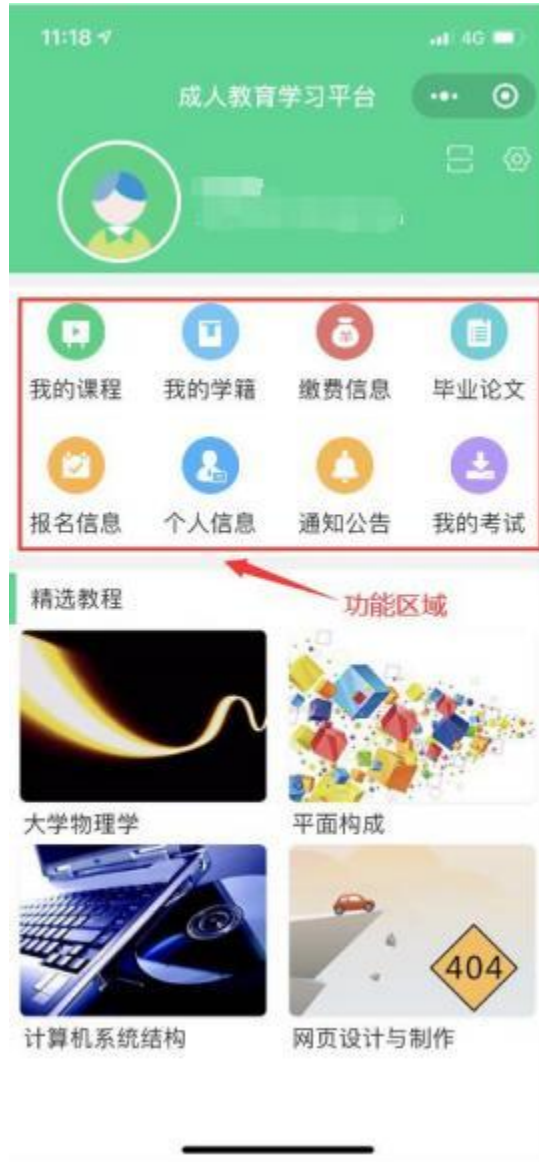 11:18
4G
成人教育学习平台
我的课程 我的学籍 缴费信息 毕业论文
报名信息 个人信息 通知公告 我的考试
精选教程
功能区域
大学物理学 平面构成
404
计算机系统结构 网页设计与制作